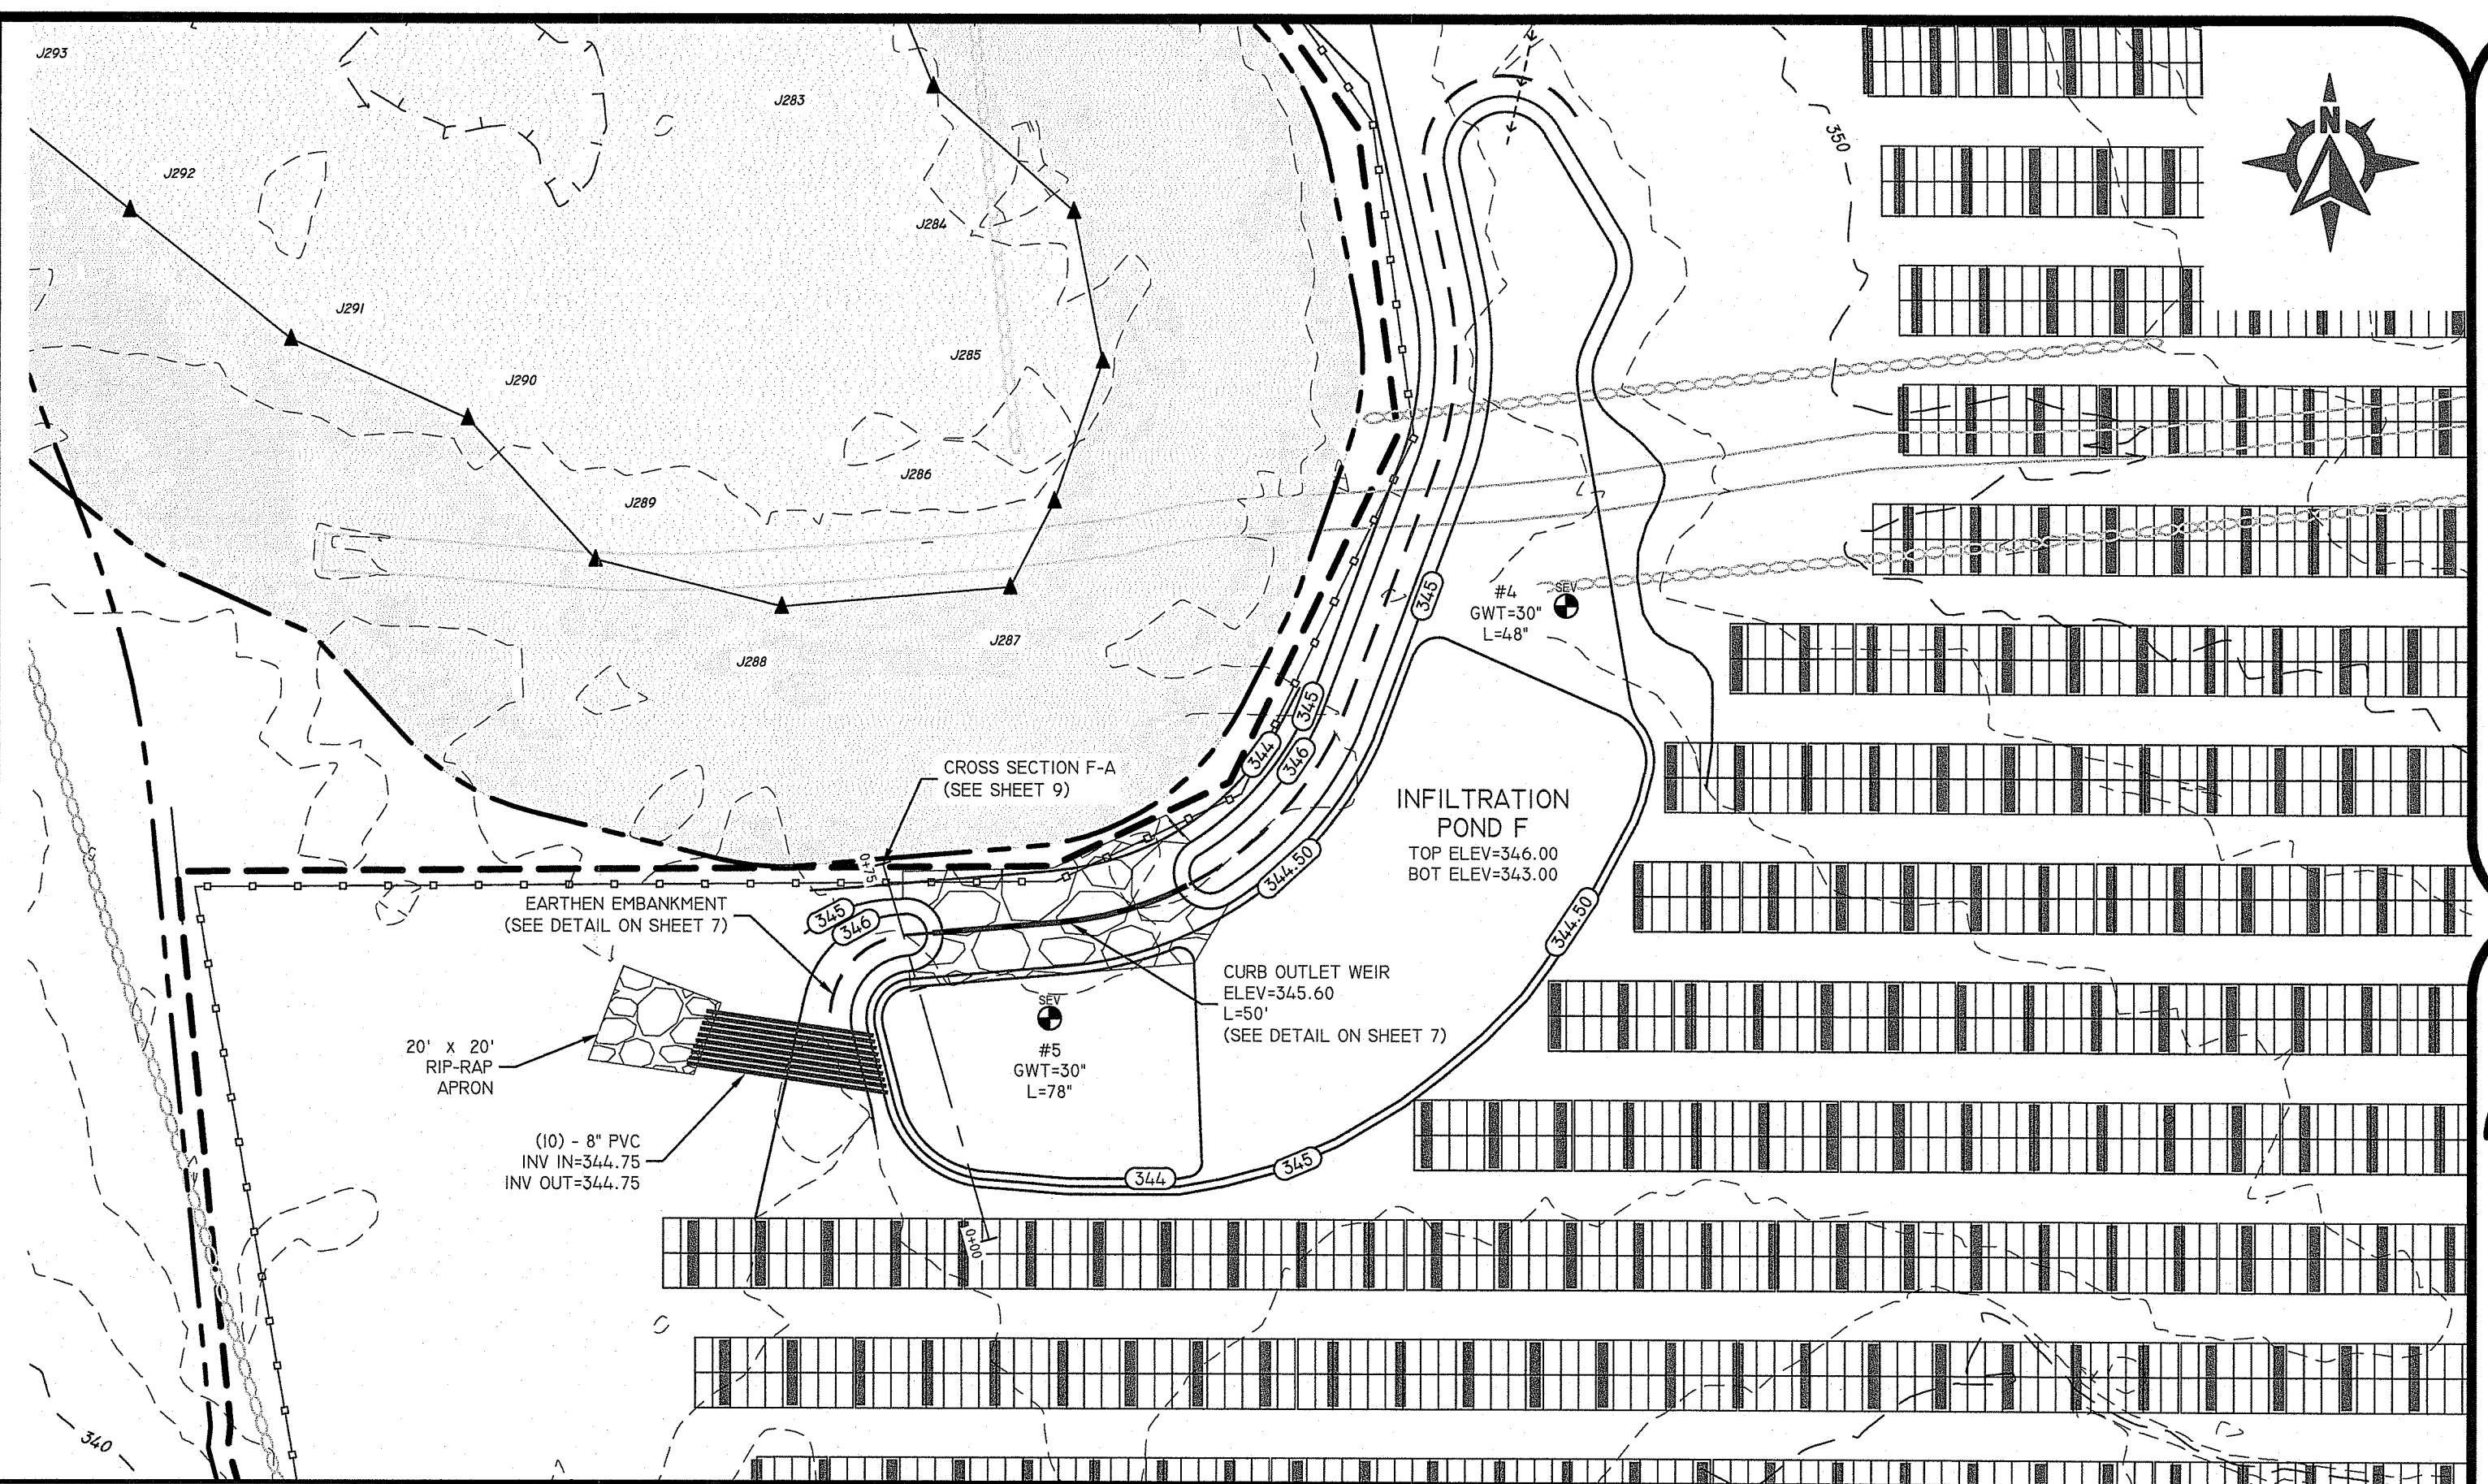 J293
J283
N
350
J292
J284
J291
J285
J290
J286
J289
345
#4
GWT=30"
L=48"
SEV
J287
J288
345
344
346
CROSS SECTION F-A
(SEE SHEET 9)
INFILTRATION
POND F
TOP ELEV=346.00
BOT ELEV=343.00
0+75
344.50
EARTHEN EMBANKMENT
(SEE DETAIL ON SHEET 7)
345
346
344.50
CURB OUTLET WEIR
ELEV=345.60
L=50'
(SEE DETAIL ON SHEET 7)
SEV
#5
GWT=30"
L=78"
20' X 20'
RIP-RAP
APRON
(10) - 8" PVC
INV IN=344.75
INV OUT=344.75
344
345
0+00
340